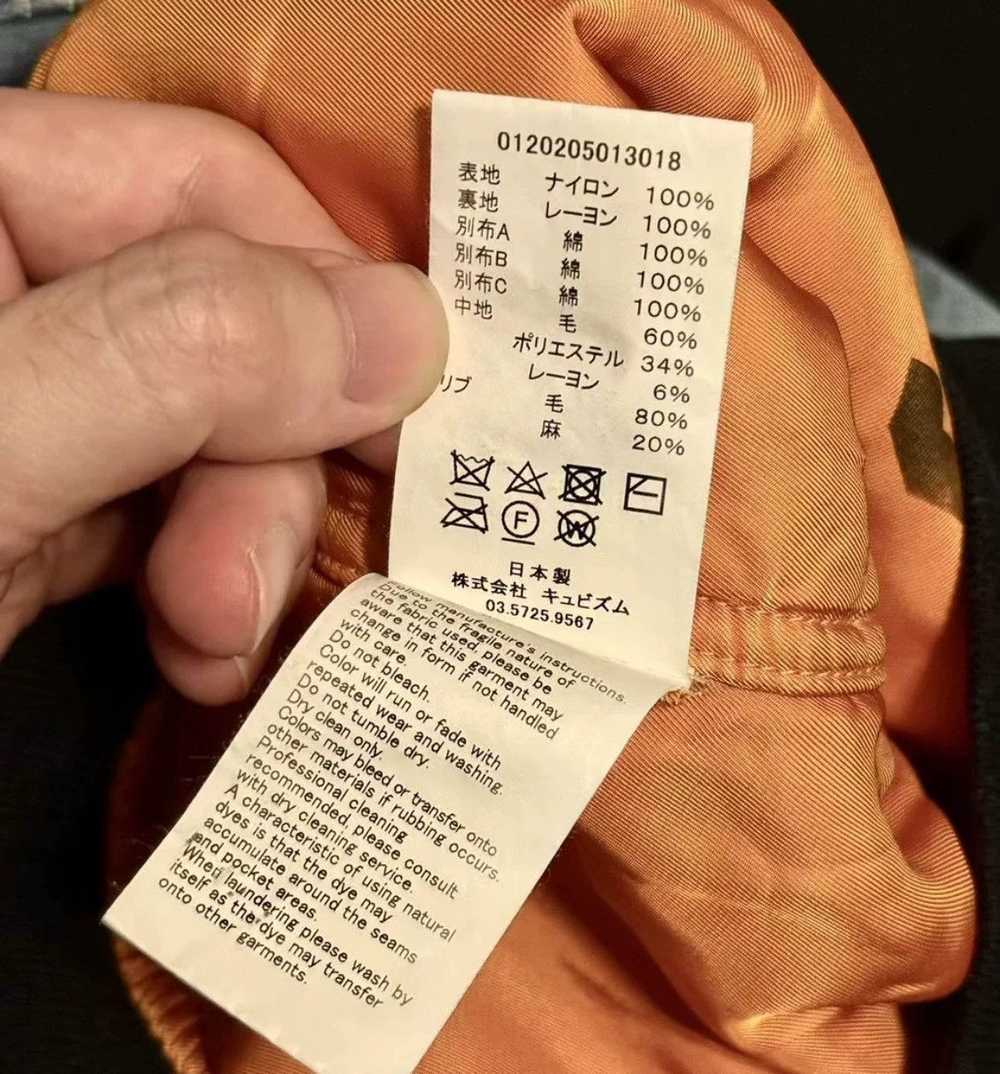 0120205013018
表地 ナイロン 100%
裏地 レーヨン 100%
別布A 綿 100%
別布B 綿 100%
別布C 綿 100%
中地 毛 60%
ポリエステル 34%
レーヨン 6%
リブ 毛 80%
麻 20%
F
W
日本製
株式会社 キュビズム
03.5725.9567
Follow manufacture's instructions.
Due to the fragile nature of
the fabric used, please be
aware that this garment may
change in form if not handled
with care.
Do not bleach.
Color will run or fade with
repeated wear and washing.
Do not tumble dry.
Dry clean only.
Colors may bleed or transfer onto
other materials if rubbing occurs.
Professional cleaning
recommended, please consult
with dry cleaning service.
A characteristic of using natural
dyes is that the dye may
accumulate around the seams
and pocket areas.
When laundering please wash by
itself as the dye may transfer
onto other garments.